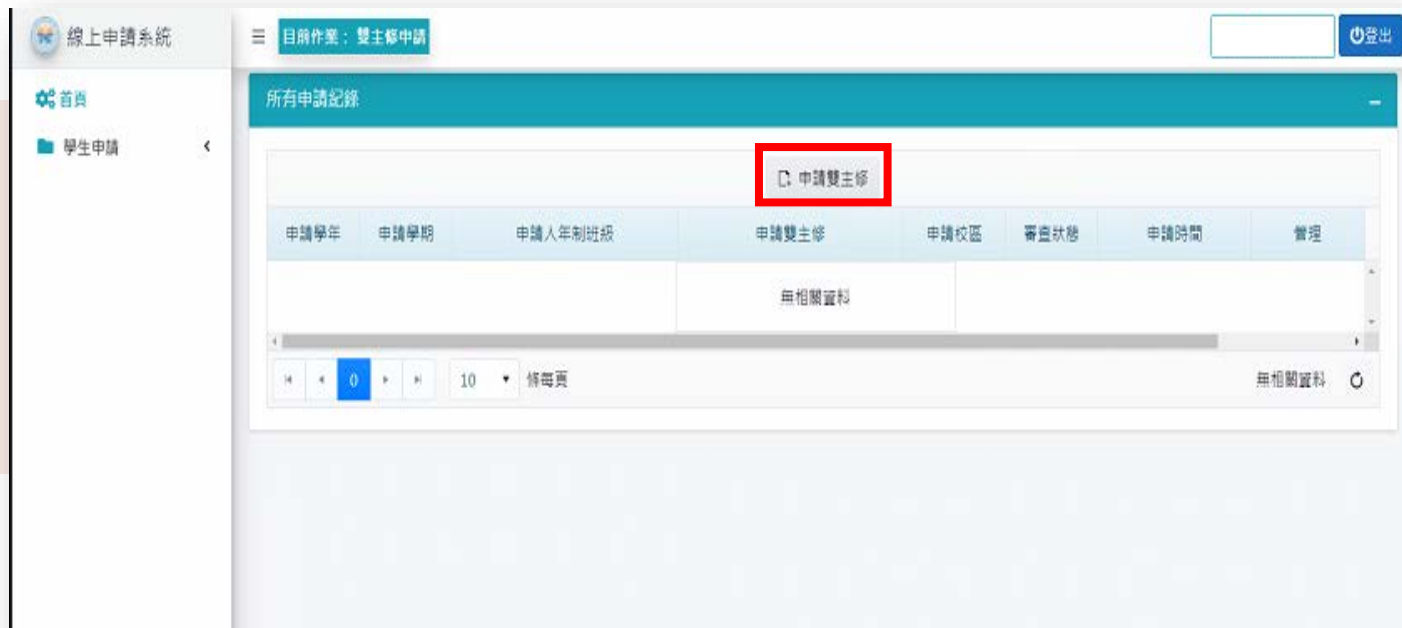 線上申請系統
目前作業：雙主修申請
登出
首頁
學生申請
所有申請紀錄
申請雙主修
申請學年 申請學期 申請人年制班級 申請雙主修 申請校區 審查狀態 申請時間 管理
無相關資料
0 10 條每頁 無相關資料